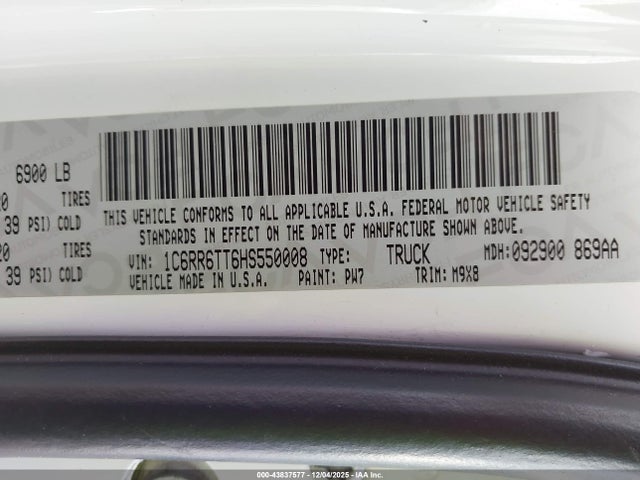 6900 LB
20 TIRES
39 PSI) COLD
20 TIRES
39 PSI) COLD
THIS VEHICLE CONFORMS TO ALL APPLICABLE U.S.A. FEDERAL MOTOR VEHICLE SAFETY
STANDARDS IN EFFECT ON THE DATE OF MANUFACTURE SHOWN ABOVE.
VIN: 1C6RR6TT6HS550008 TYPE: TRUCK MDH:092900 869AA
VEHICLE MADE IN U.S.A. PAINT: PW7 TRIM: M9X8
000-43837577 - 12/04/2025 - IAA Inc.